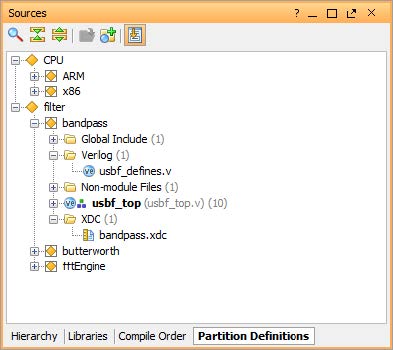 Sources
CPU
ARM
x86
filter
bandpass
Global Include (1)
Verlog (1)
usbf_defines.v
Non-module Files (1)
usbf_top (usbf_top.v) (10)
XDC (1)
bandpass.xdc
butterworth
fftEngine
Hierarchy Libraries Compile Order Partition Definitions